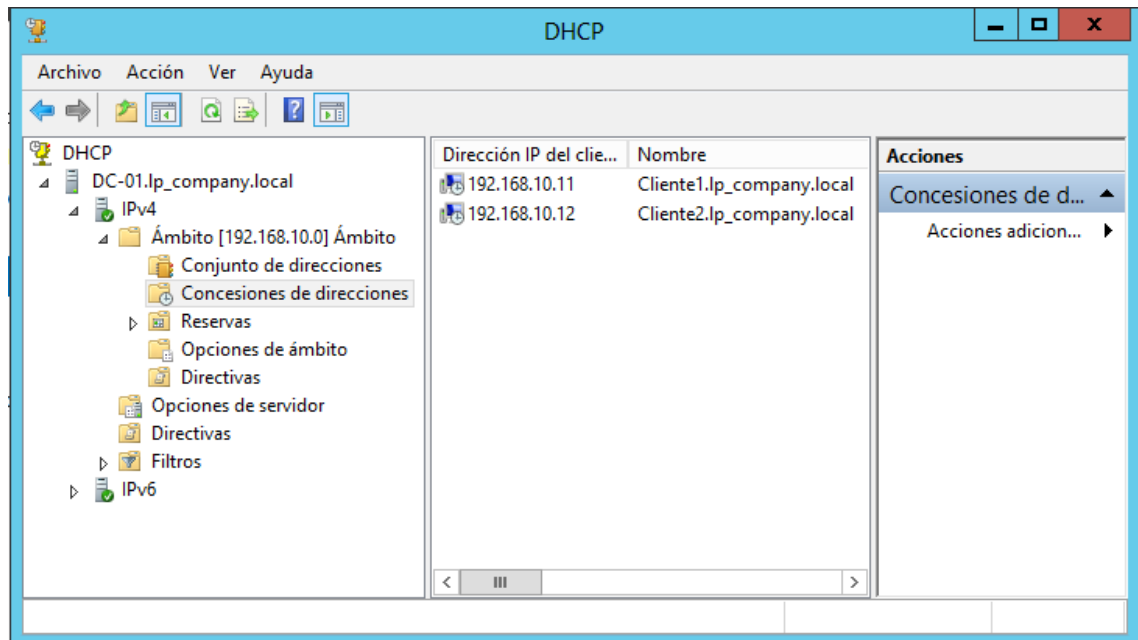 DHCP
Archivo Acción Ver Ayuda
DHCP
DC-01.lp_company.local
IPv4
Ámbito [192.168.10.0] Ámbito
Conjunto de direcciones
Concesiones de direcciones
Reservas
Opciones de ámbito
Directivas
Opciones de servidor
Directivas
Filtros
IPv6
Dirección IP del clie... Nombre
192.168.10.11 Cliente1.lp_company.local
192.168.10.12 Cliente2.lp_company.local
Acciones
Concesiones de d...
Acciones adicion...